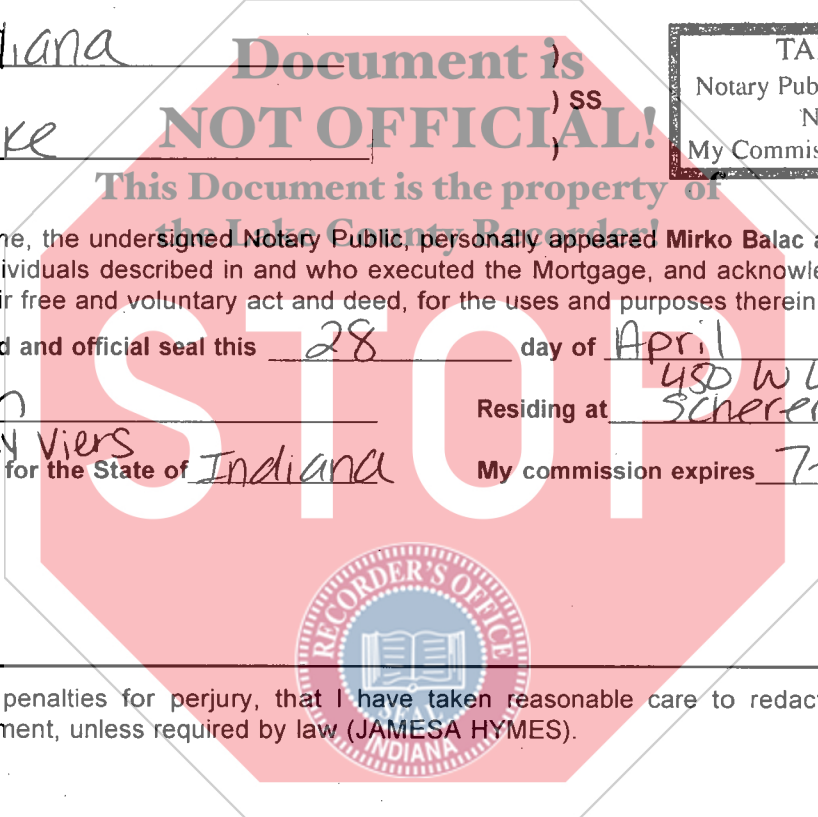 liana
Document is
)
TA
) SS
Notary Pub
NOT OFFICIAL!
N
ke
)
My Commis
This Document is the property of
the Lake County Recorder!
ne, the undersigned Notary Public, personally appeared Mirko Balac a
ividuals described in and who executed the Mortgage, and acknowle
ir free and voluntary act and deed, for the uses and purposes therein
d and official seal this 28 day of April
450 W L
Residing at Scherer
y Viers
for the State of Indiana My commission expires 7-
STOP
RECORDER'S OFFICE
SEAL
INDIANA
penalties for perjury, that I have taken reasonable care to redact
ment, unless required by law (JAMESA HYMES).